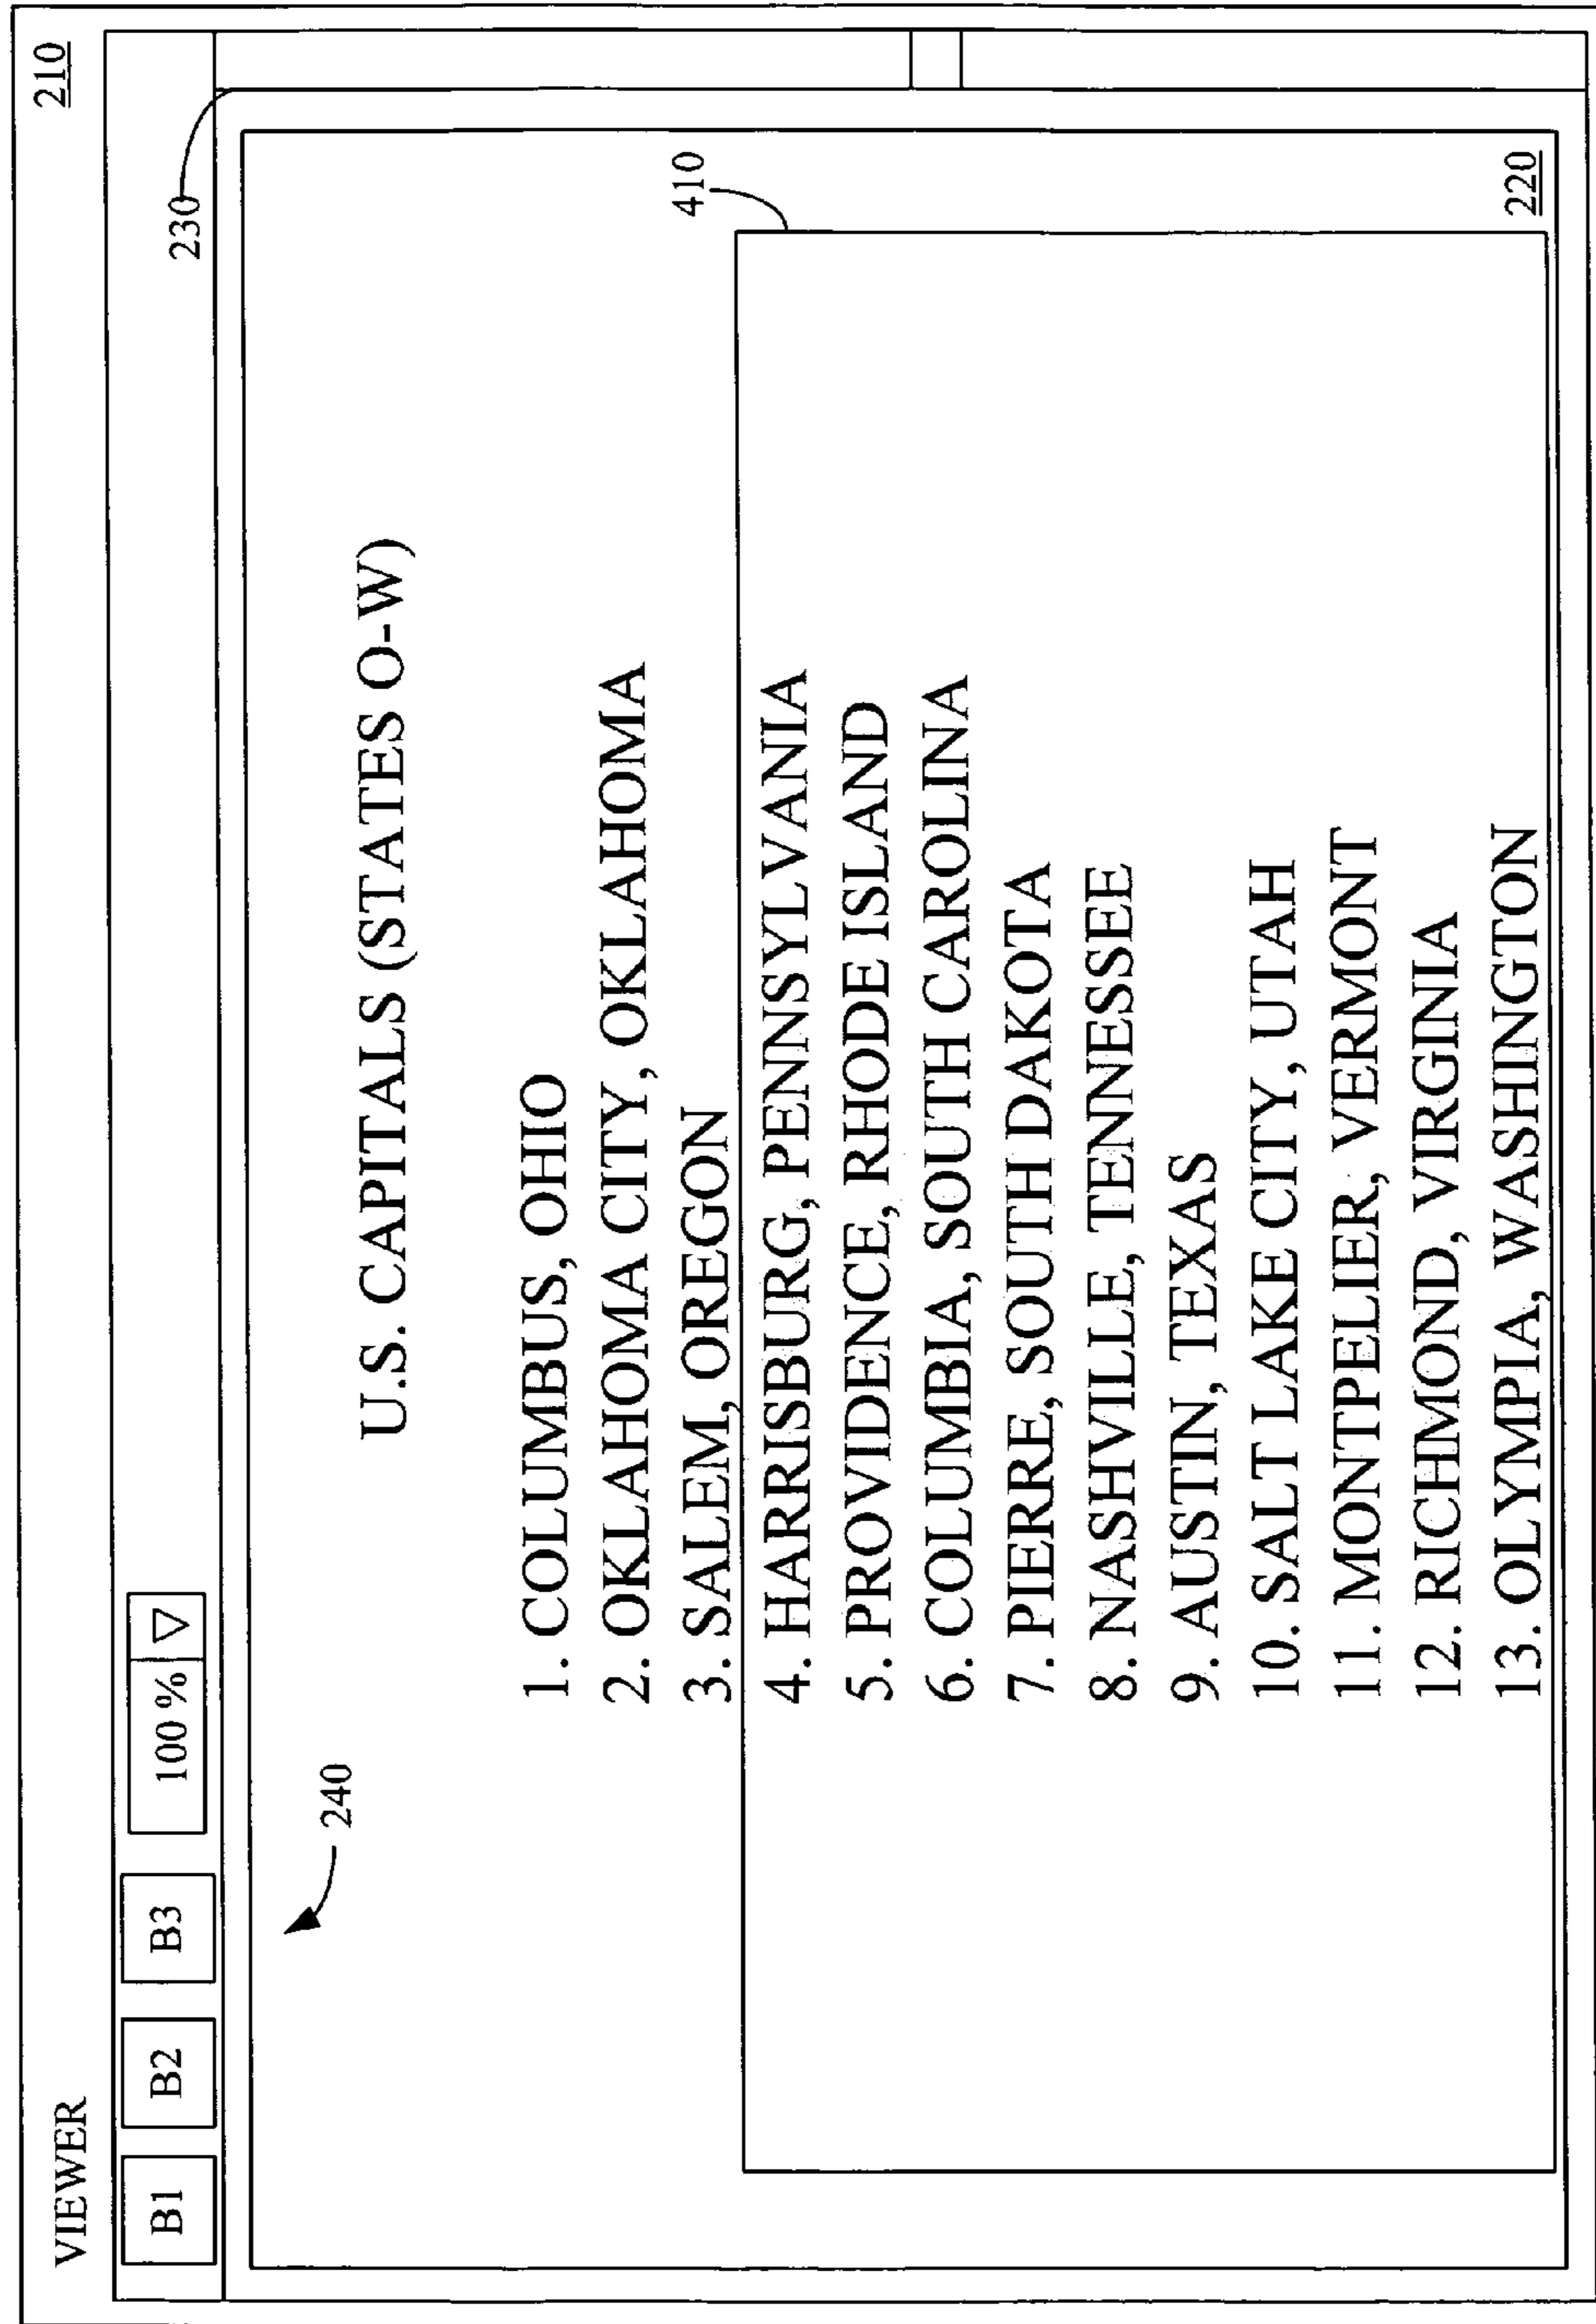 VIEWER
210
B1 B2 B3 100 %
230
240
U.S. CAPITALS (STATES O-W)
1. COLUMBUS, OHIO
2. OKLAHOMA CITY, OKLAHOMA
3. SALEM, OREGON
410
4. HARRISBURG, PENNSYLVANIA
5. PROVIDENCE, RHODE ISLAND
6. COLUMBIA, SOUTH CAROLINA
7. PIERRE, SOUTH DAKOTA
8. NASHVILLE, TENNESSEE
9. AUSTIN, TEXAS
10. SALT LAKE CITY, UTAH
11. MONTPELIER, VERMONT
12. RICHMOND, VIRGINIA
13. OLYMPIA, WASHINGTON
220